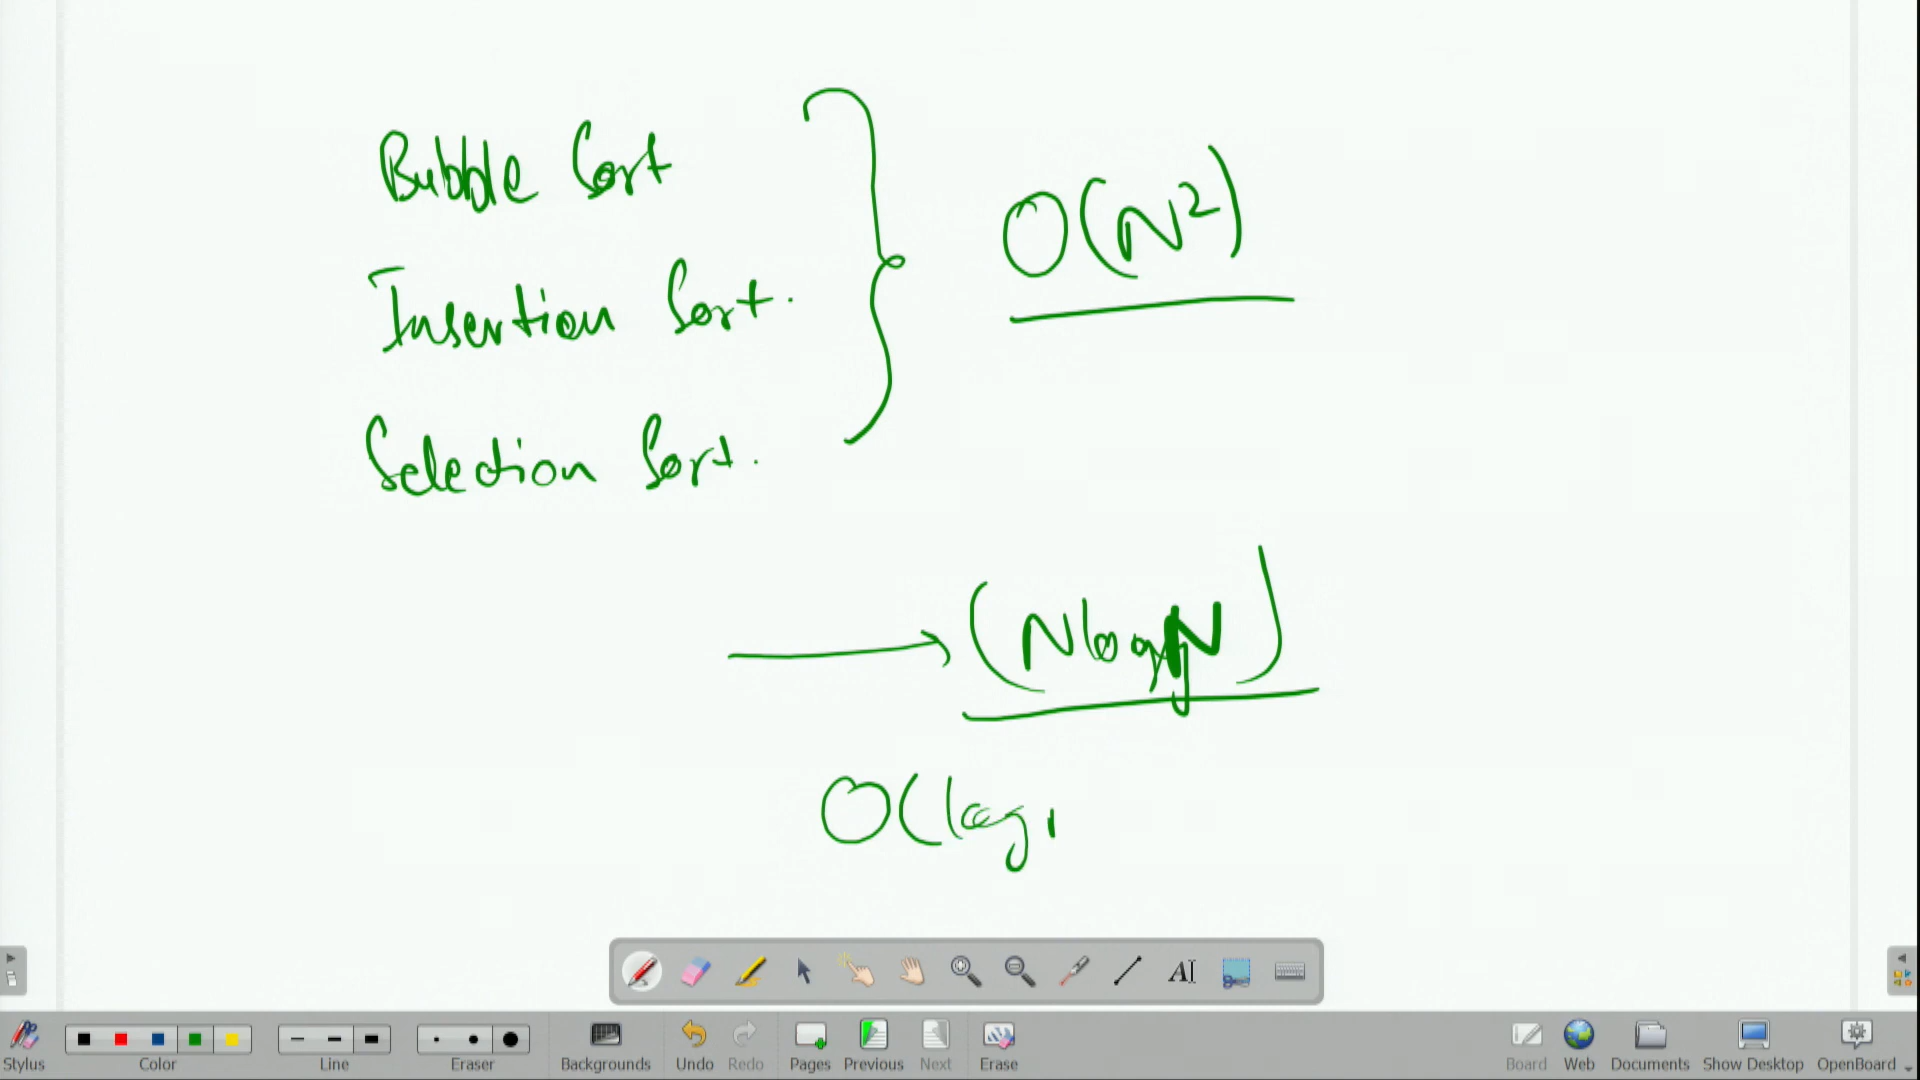 Bubble Sort
Insertion Sort.
Selection Sort.
O(N²)
(NlogN)
O(log
Stylus
Color
Line
Eraser
Backgrounds
Undo
Redo
Pages
Previous
Next
Erase
Board
Web
Documents
Show Desktop
OpenBoard